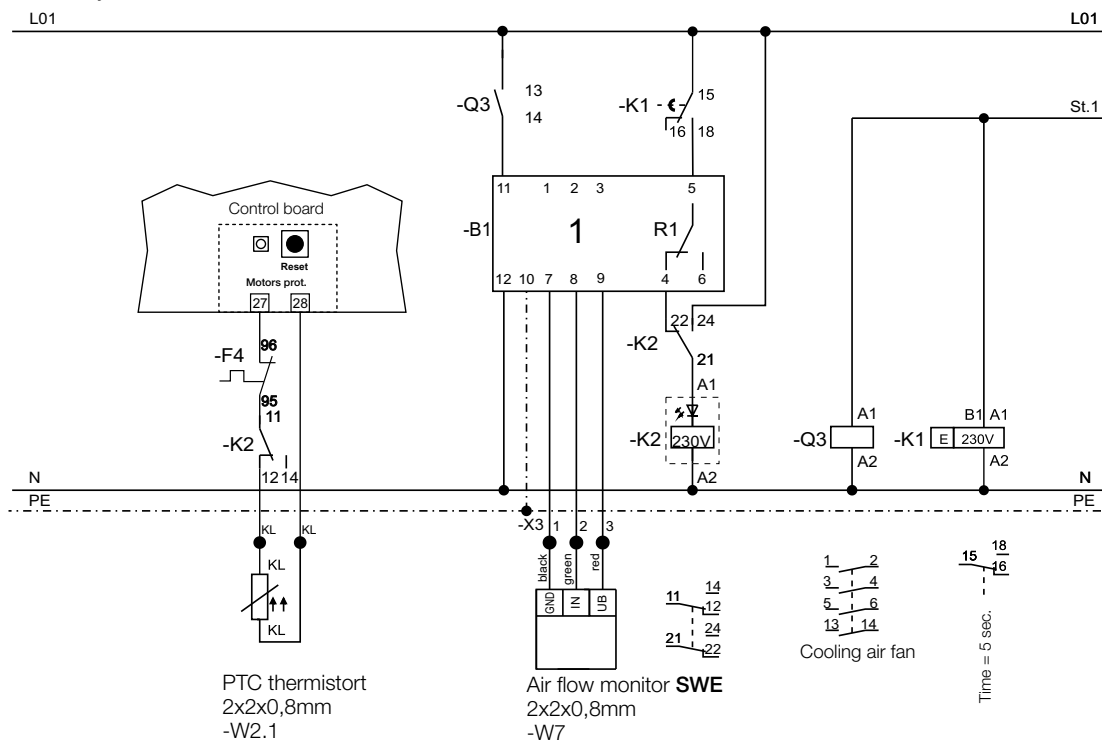 L01 L01
-Q3 13
14
-K1 15
16 18
St.1
Control board
Reset
Motors prot.
27 28
11 1 2 3 5
-B1 1 R1
12 10 7 8 9 4 6
-F4 96
95
11
-K2
12 14
22 24
-K2
21
A1
-K2 230V
A2
A1
-Q3
A2
B1 A1
-K1 E 230V
A2
N N
PE PE
KL KL
KL
KL
-X3 1 2 3
black green red
GND IN UB
14
11 12
24
21 22
1 2
3 4
5 6
13 14
Cooling air fan
18
15 16
Time = 5 sec.
PTC thermistort
2x2x0,8mm
-W2.1
Air flow monitor SWE
2x2x0,8mm
-W7